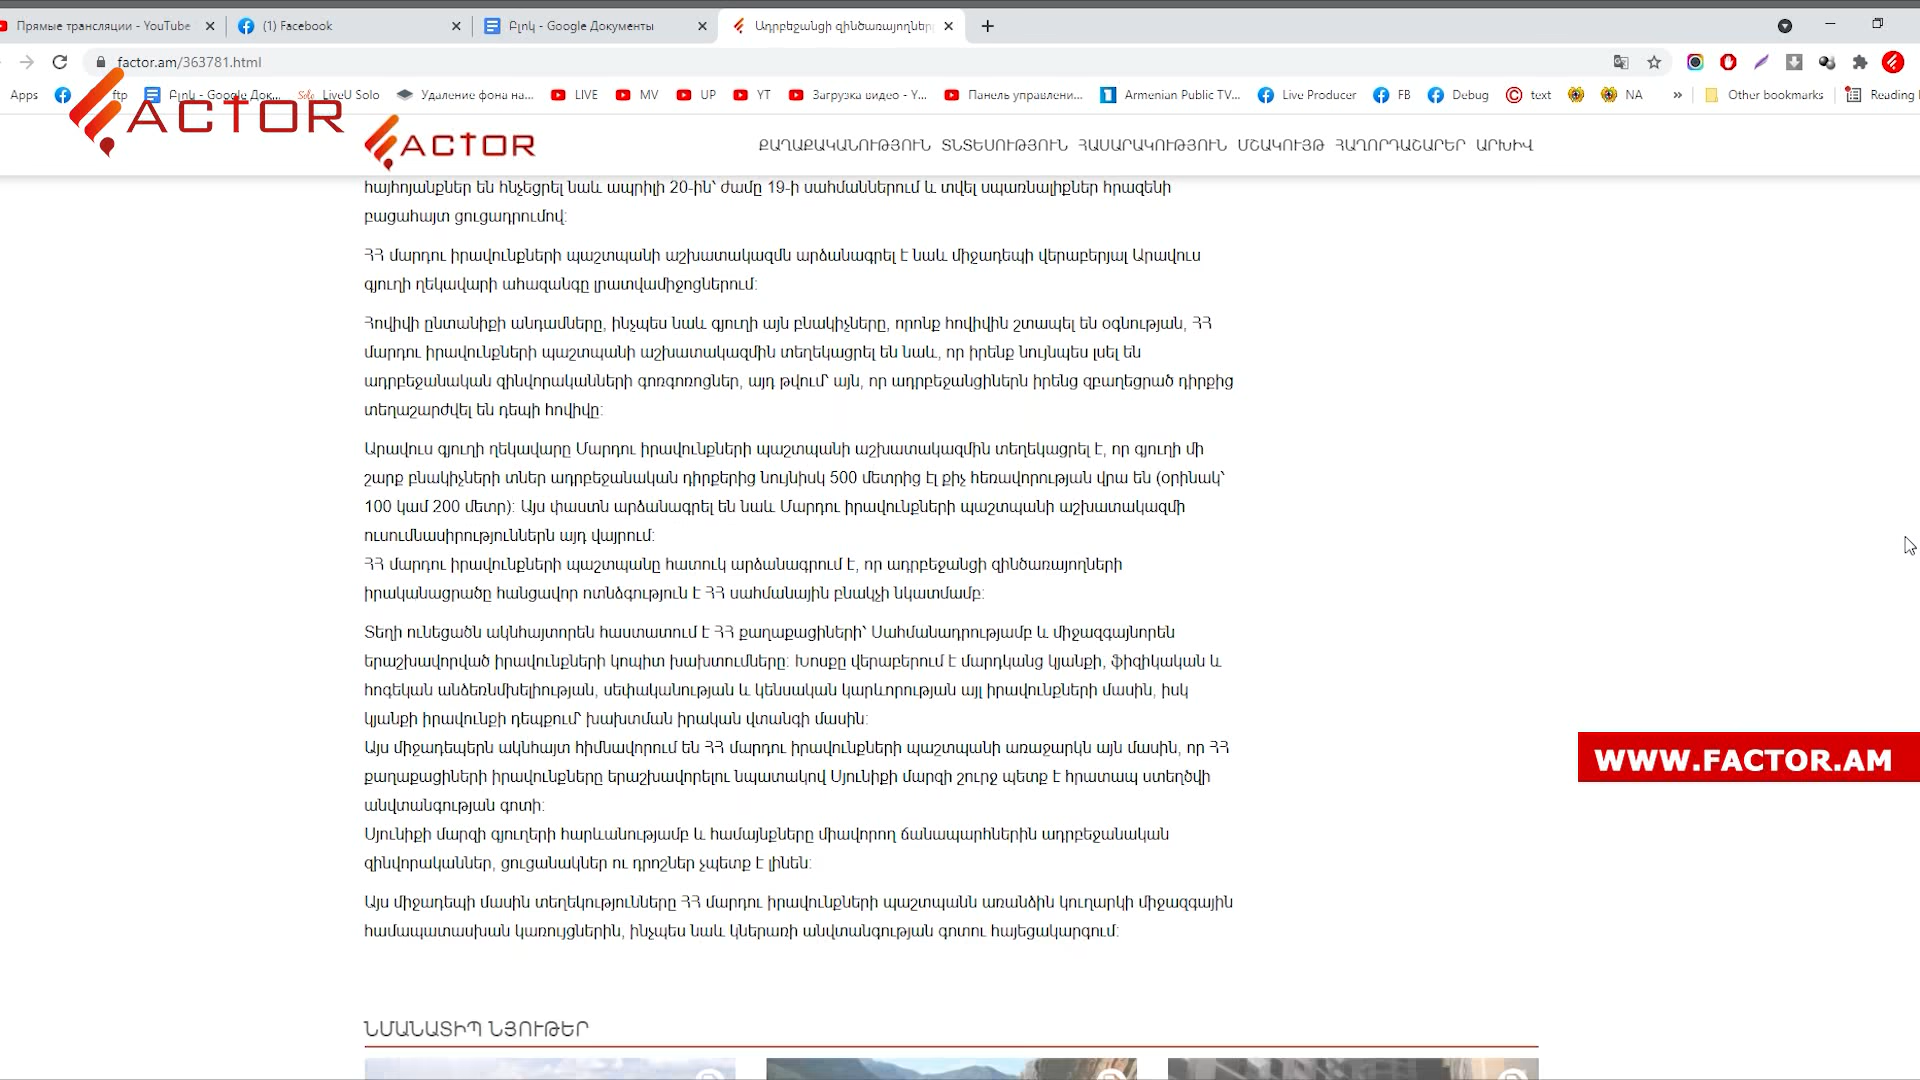 Прямые трансляции - YouTube
(1) Facebook
Բլոկ - Google Документы
Ադրբեջանցի զինծառայողները
factor.am/363781.html
Apps
ftp
Բլոկ - Google Док...
LiveU Solo
Удаление фона на...
LIVE
MV
UP
YT
Загрузка видео - Y...
Панель управлени...
Armenian Public TV...
Live Producer
FB
Debug
text
NA
»
Other bookmarks
Reading
ACTOR
ACTOR
ՔԱՂԱՔԱԿԱՆՈՒԹՅՈՒՆ ՏՆՏԵՍՈՒԹՅՈՒՆ ՀԱՍԱՐԱԿՈՒԹՅՈՒՆ ՄՇԱԿՈՒՅԹ ՀԱՂՈՐԴԱՇԱՐԵՐ ԱՐԽԻՎ
հայհոյանքներ են հնչեցրել նաև ապրիլի 20-ին՝ ժամը 19-ի սահմաններում և տվել սպառնալիքներ հրազենի
բացահայտ ցուցադրումով:
ՀՀ մարդու իրավունքների պաշտպանի աշխատակազմն արձանագրել է նաև միջադեպի վերաբերյալ Արավուս
գյուղի ղեկավարի ահազանգը լրատվամիջոցներում:
Հովիվի ընտանիքի անդամները, ինչպես նաև գյուղի այն բնակիչները, որոնք հովիվին շտապել են օգնության, ՀՀ
մարդու իրավունքների պաշտպանի աշխատակազմին տեղեկացրել են նաև, որ իրենք նույնպես լսել են
ադրբեջանական զինվորականների գոռգոռոցներ, այդ թվում՝ այն, որ ադրբեջանցիներն իրենց զբաղեցրած դիրքից
տեղաշարժվել են դեպի հովիվը:
Արավուս գյուղի ղեկավարը Մարդու իրավունքների պաշտպանի աշխատակազմին տեղեկացրել է, որ գյուղի մի
շարք բնակիչների տներ ադրբեջանական դիրքերից նույնիսկ 500 մետրից էլ քիչ հեռավորության վրա են (օրինակ՝
100 կամ 200 մետր): Այս փաստն արձանագրել են նաև Մարդու իրավունքների պաշտպանի աշխատակազմի
ուսումնասիրություններն այդ վայրում:
ՀՀ մարդու իրավունքների պաշտպանը հատուկ արձանագրում է, որ ադրբեջանցի զինծառայողների
իրականացրածը հանցավոր ոտնձգություն է ՀՀ սահմանային բնակչի նկատմամբ:
Տեղի ունեցածն ակնհայտորեն հաստատում է ՀՀ քաղաքացիների՝ Սահմանադրությամբ և միջազգայնորեն
երաշխավորված իրավունքների կոպիտ խախտումները: Խոսքը վերաբերում է մարդկանց կյանքի, ֆիզիկական և
հոգեկան անձեռնմխելիության, սեփականության և կենսական կարևորության այլ իրավունքների մասին, իսկ
կյանքի իրավունքի դեպքում՝ խախտման իրական վտանգի մասին:
Այս միջադեպերն ակնհայտ հիմնավորում են ՀՀ մարդու իրավունքների պաշտպանի առաջարկն այն մասին, որ ՀՀ
քաղաքացիների իրավունքները երաշխավորելու նպատակով Սյունիքի մարզի շուրջ պետք է հրատապ ստեղծվի
անվտանգության գոտի:
Սյունիքի մարզի գյուղերի հարևանությամբ և համայնքները միավորող ճանապարհներին ադրբեջանական
զինվորականներ, ցուցանակներ ու դրոշներ չպետք է լինեն:
Այս միջադեպի մասին տեղեկությունները ՀՀ մարդու իրավունքների պաշտպանն առանձին կուղարկի միջազգային
համապատասխան կառույցներին, ինչպես նաև կներառի անվտանգության գոտու հայեցակարգում:
WWW.FACTOR.AM
ՆՄԱՆԱՏԻՊ ՆՅՈՒԹԵՐ